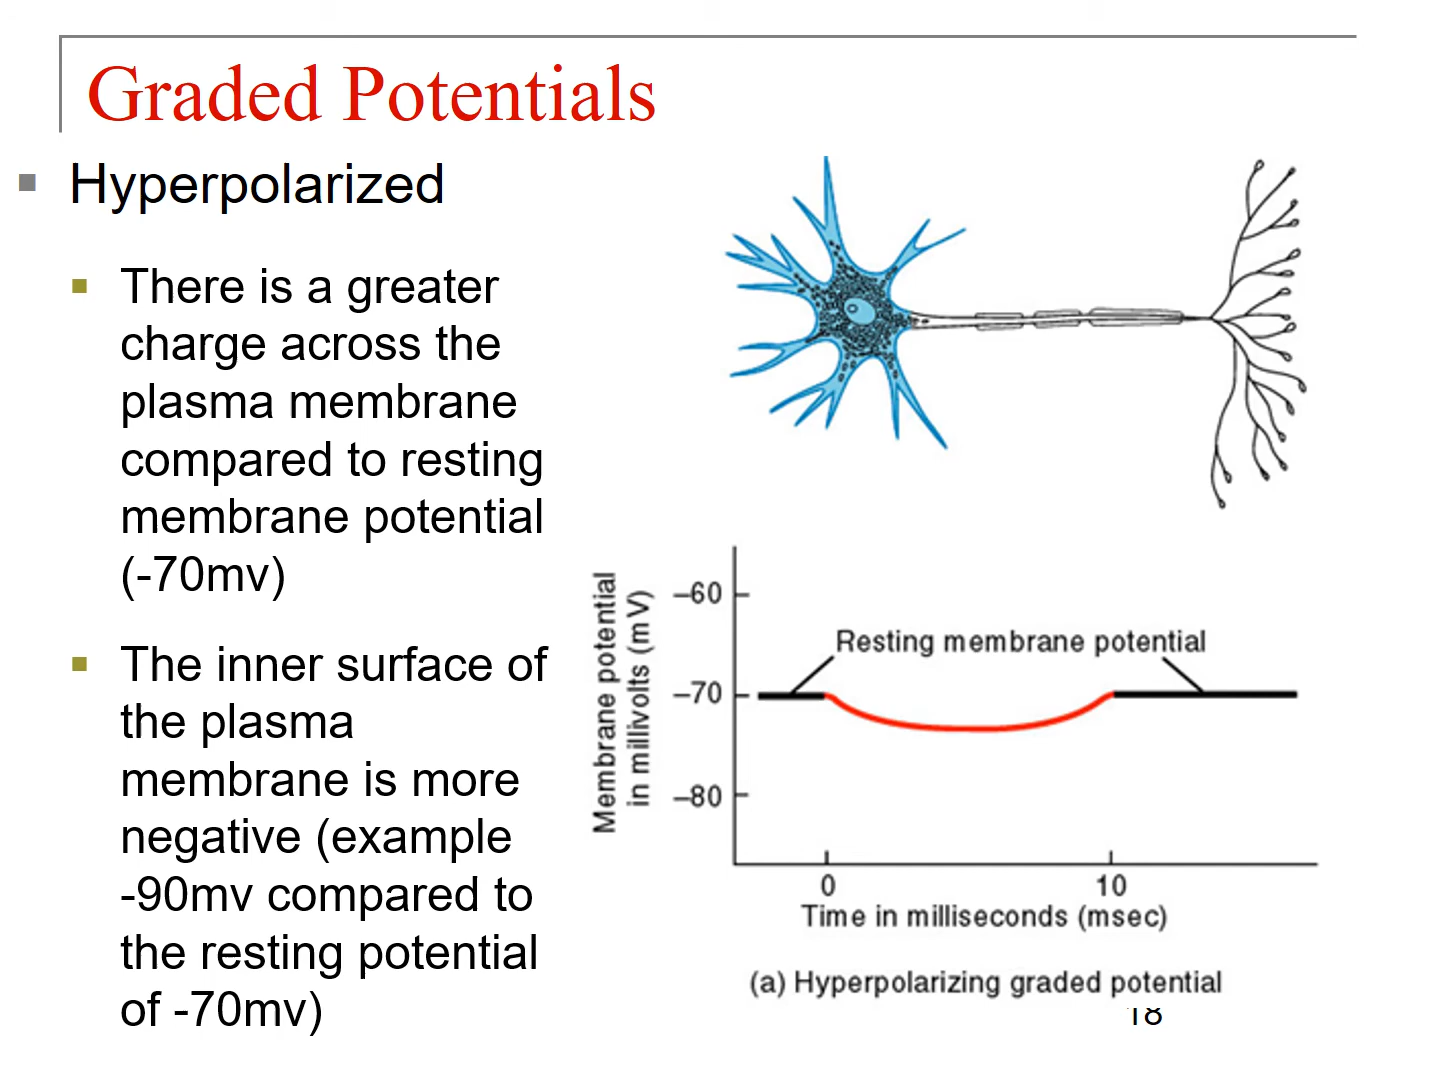 Graded Potentials
Hyperpolarized
There is a greater
charge across the
plasma membrane
compared to resting
membrane potential
(-70mv)
The inner surface of
the plasma
membrane is more
negative (example
-90mv compared to
the resting potential
of -70mv)
Membrane potential
in millivolts (mV)
–60
Resting membrane potential
–70
–80
0 10
Time in milliseconds (msec)
(a) Hyperpolarizing graded potential
18